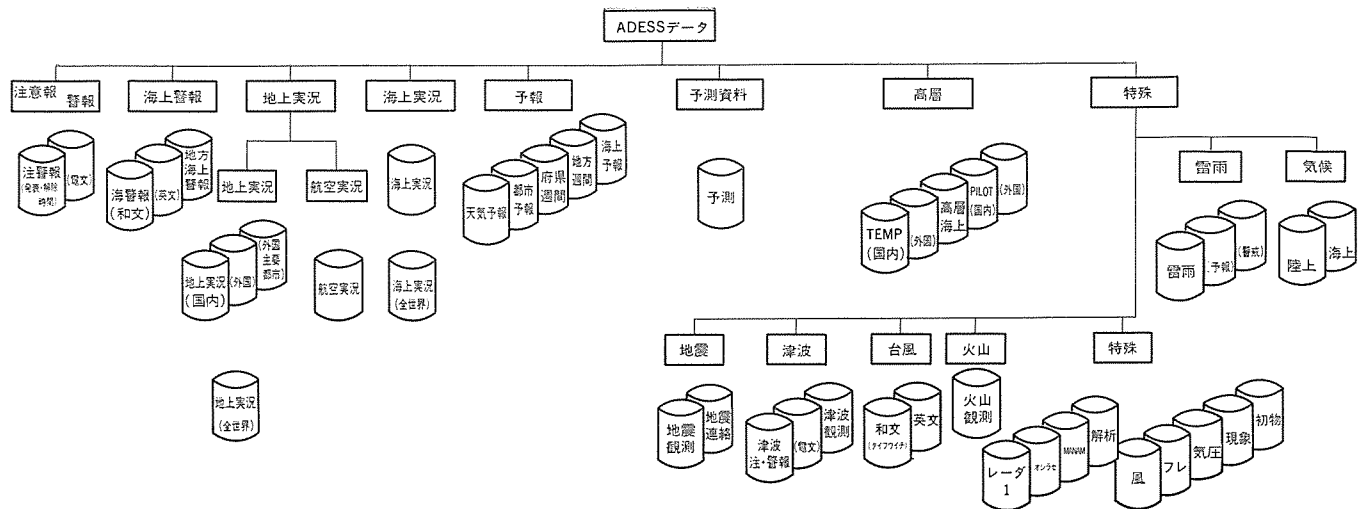 ADESSデータ
注意報
警報
海上警報
地上実況
海上実況
予報
予測資料
高層
特殊
注警報
(発表・解除
時間)
(電文)
海警報
(和文)
(英文)
地方
海上
警報
地上実況
航空実況
海上実況
天気予報
都市
予報
府県
週間
地方
週間
海上
予報
予測
TEMP
(国内)
(外国)
高層
海上
PILOT
(国内)
(外国)
雷雨
気候
雷雨
(予報)
(警戒)
陸上
海上
地上実況
(国内)
(外国)
(外国
主要
都市)
航空実況
海上実況
(全世界)
地上実況
(全世界)
地震
津波
台風
火山
特殊
地震
観測
地震
連絡
津波
注・警報
(電文)
津波
観測
和文
(タイフウイチ)
英文
火山
観測
レーダ
1
オシラセ
MANAM
解析
風
フレ
気圧
現象
初物